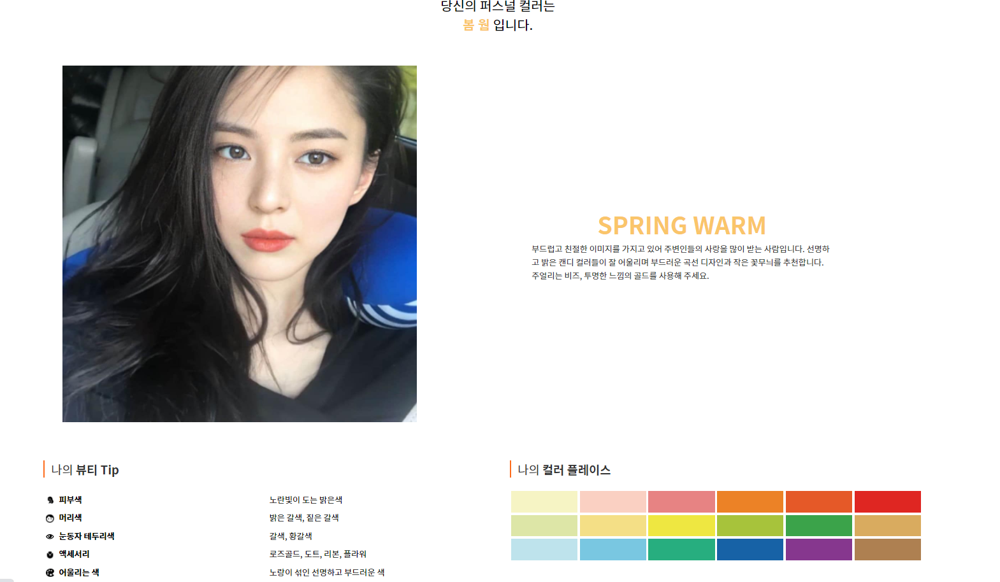 당신의 퍼스널 컬러는
봄 웜 입니다.
SPRING WARM
부드럽고 친절한 이미지를 가지고 있어 주변인들의 사랑을 많이 받는 사람입니다. 선명하
고 밝은 캔디 컬러들이 잘 어울리며 부드러운 곡선 디자인과 작은 꽃무늬를 추천합니다.
주얼리는 비즈, 투명한 느낌의 골드를 사용해 주세요.
나의 뷰티 Tip
피부색 노란빛이 도는 밝은색
머리색 밝은 갈색, 짙은 갈색
눈동자 테두리색 갈색, 황갈색
액세서리 로즈골드, 도트, 리본, 플라워
어울리는 색 노랑이 섞인 선명하고 부드러운 색
나의 컬러 플레이스